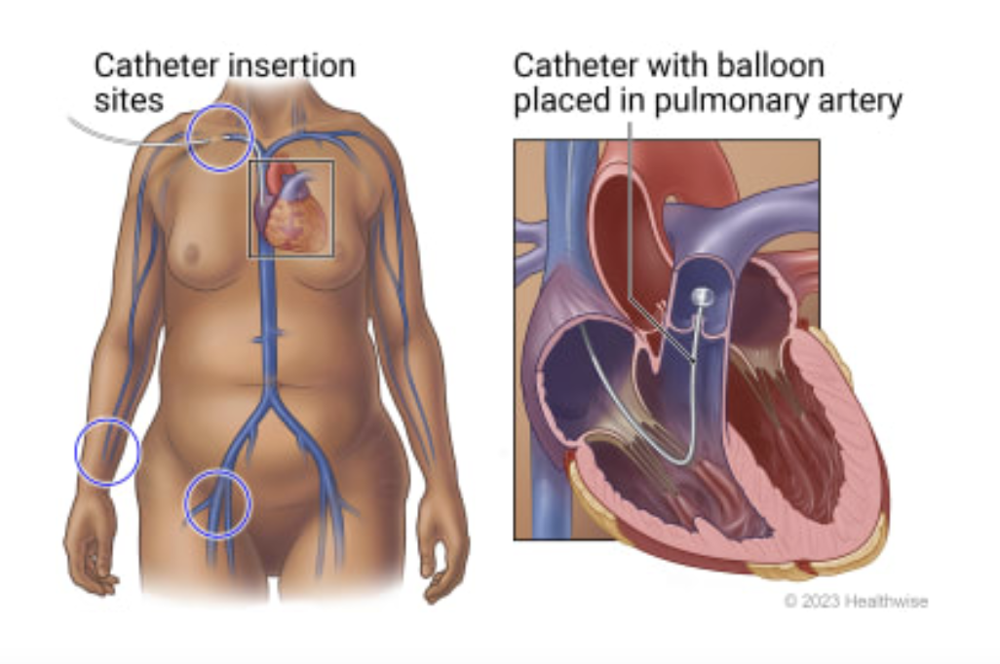 Catheter insertion
sites
Catheter with balloon
placed in pulmonary artery
© 2023 Healthwise